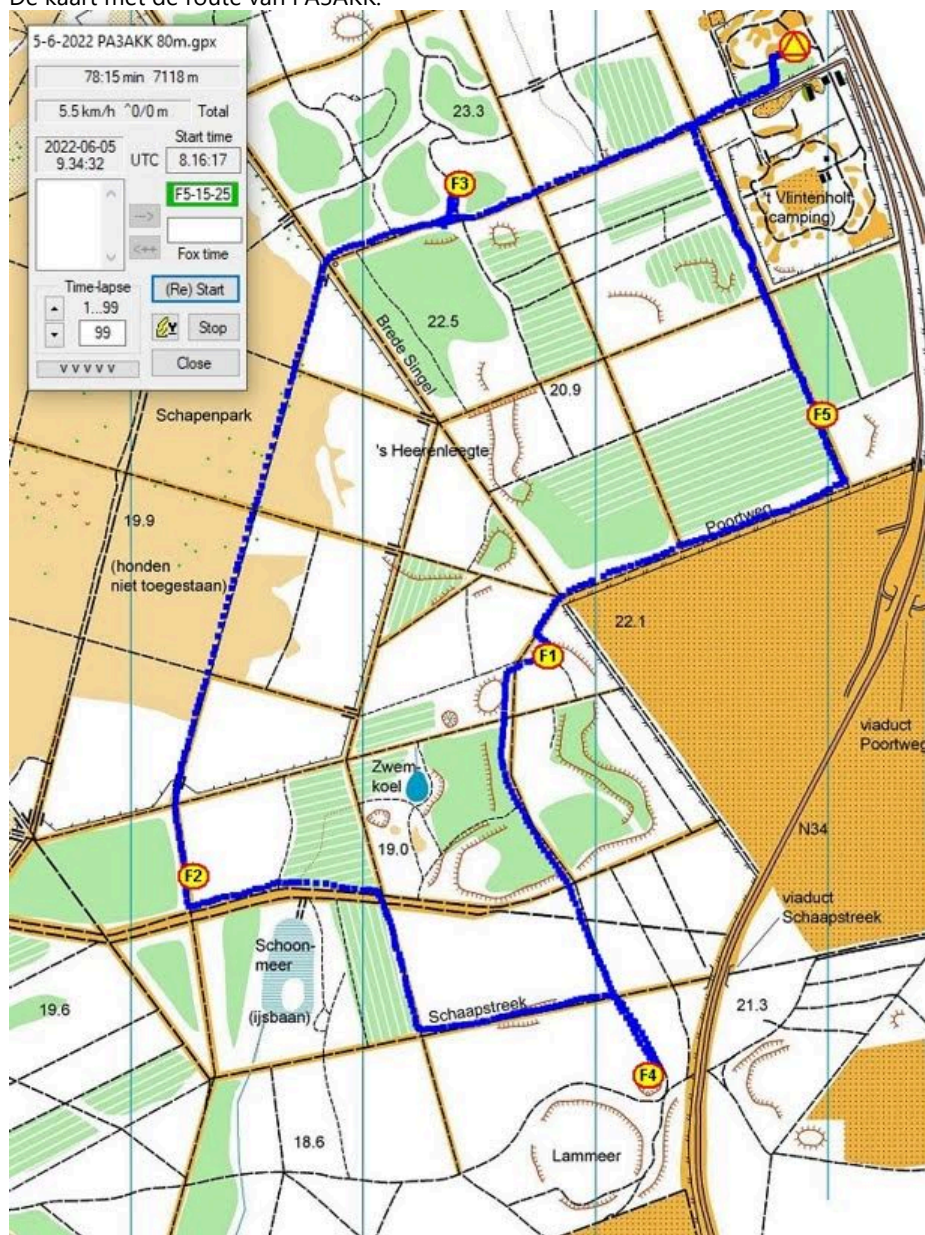 De kaart met de route van PA3AKK.
5-6-2022 PA3AKK 80m.gpx
78:15 min 7118 m
5.5 km/h ^0/0 m Total
Start time
2022-06-05
9.34:32
UTC
8.16:17
F5-15-25
--->
<++
Fox time
Time-lapse
1...99
99
(Re) Start
Stop
Close
v v v v v
23.3
F3
't Vlintenholt
(camping)
22.5
Brede Singel
20.9
Schapenpark
's Heerenleegte
F5
Poortweg
19.9
(honden
niet toegestaan)
22.1
F1
viaduct
Poortweg
Zwem-
koel
N34
19.0
F2
viaduct
Schaapstreek
Schoon-
meer
(ijsbaan)
19.6
Schaapstreek
21.3
F4
18.6
Lammeer